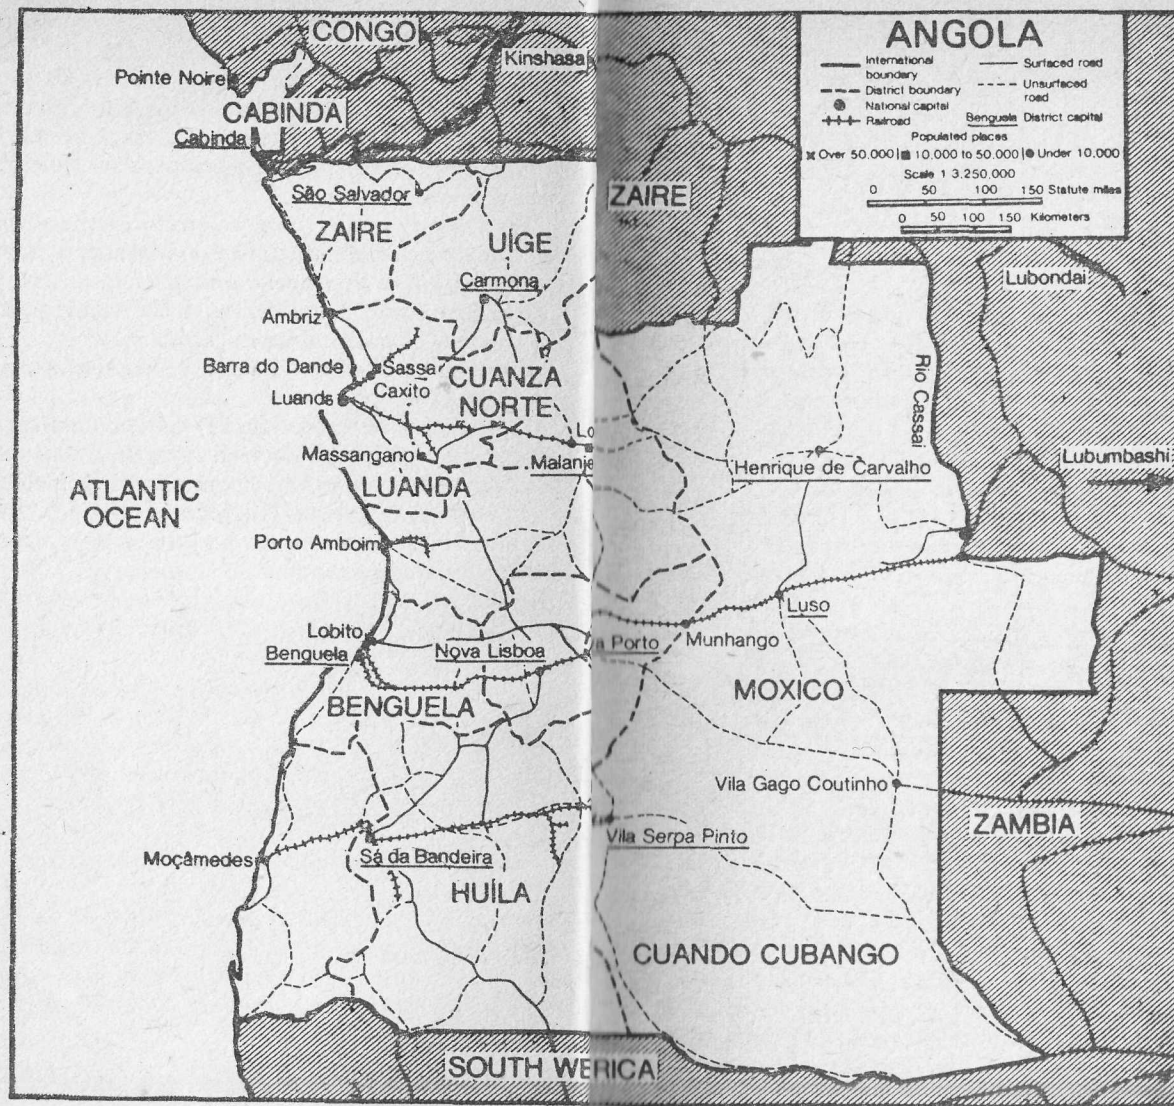 ANGOLA
International boundary
District boundary
National capital
Railroad
Surfaced road
Unsurfaced road
Benguela District capital
Populated places
Over 50,000 10,000 to 50,000 Under 10,000
Scale 1 3,250,000
0 50 100 150 Statute miles
0 50 100 150 Kilometers
CONGO
Kinshasa
Pointe Noire
CABINDA
Cabinda
São Salvador
ZAIRE
ZAIRE
UÍGE
Lubondai
Carmona
Ambriz
Barra do Dande
Sassa
Caxito
CUANZA
NORTE
Rio Cassai
Luanda
Lo
Massangano
Malanje
Henrique de Carvalho
Lubumbashi
LUANDA
ATLANTIC
OCEAN
Porto Amboim
Luso
Lobito
Nova Lisboa
a Porto
Munhango
Benguela
MOXICO
BENGUELA
Vila Gago Coutinho
ZAMBIA
Vila Serpa Pinto
Moçâmedes
Sá da Bandeira
HUÍLA
CUANDO CUBANGO
SOUTH WE
RICA